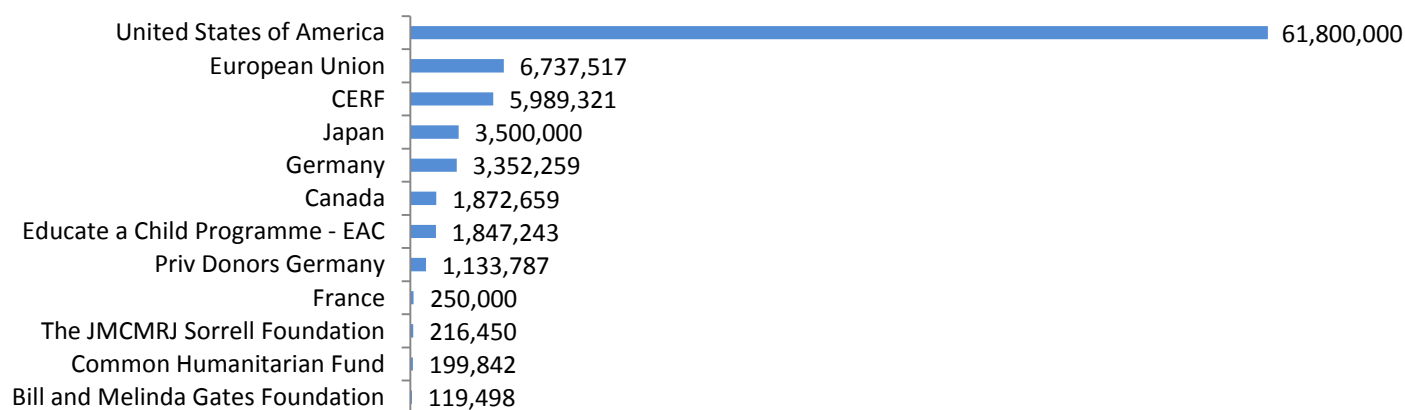 United States of America 61,800,000
European Union 6,737,517
CERF 5,989,321
Japan 3,500,000
Germany 3,352,259
Canada 1,872,659
Educate a Child Programme - EAC 1,847,243
Priv Donors Germany 1,133,787
France 250,000
The JMCMRJ Sorrell Foundation 216,450
Common Humanitarian Fund 199,842
Bill and Melinda Gates Foundation 119,498